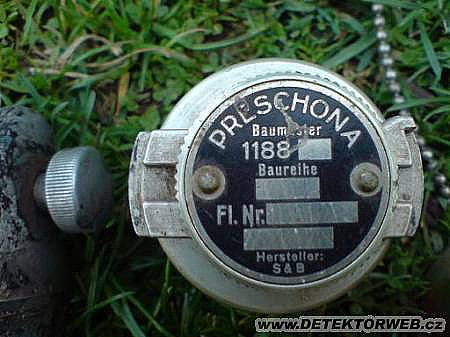 PRESCHONA
Baumuster
1188
Baureihe
Fl. Nr.
Hersteller:
S & B
WWW.DETEKTORWEB.CZ